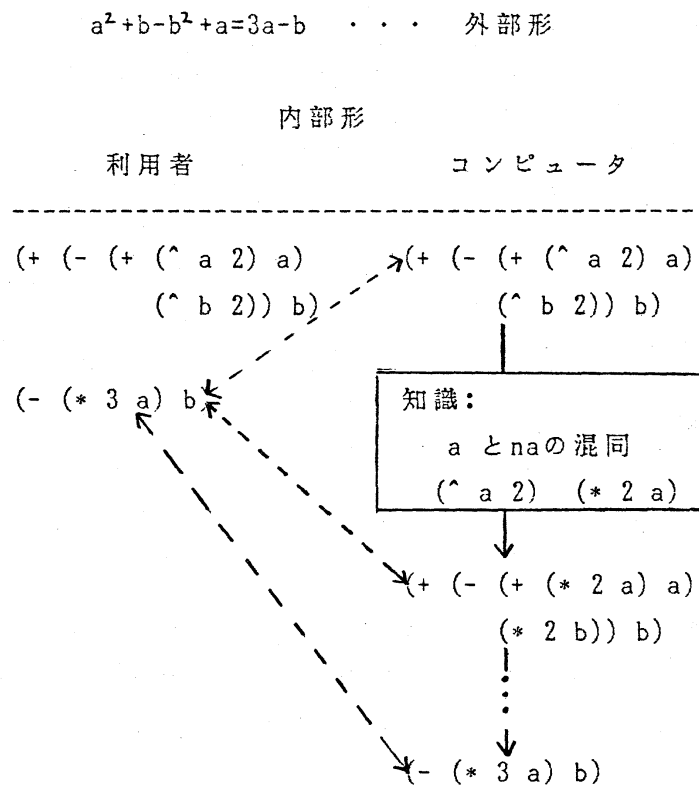 a²+b-b²+a=3a-b ・・・ 外部形
内部形
利用者 コンピュータ
(+ (- (+ (^ a 2) a) (+ (- (+ (^ a 2) a)
(^ b 2)) b) (^ b 2)) b)
(- (* 3 a) b)
知識:
a とnaの混同
(^ a 2) (* 2 a)
(+ (- (+ (* 2 a) a)
(* 2 b)) b)
(- (* 3 a) b)